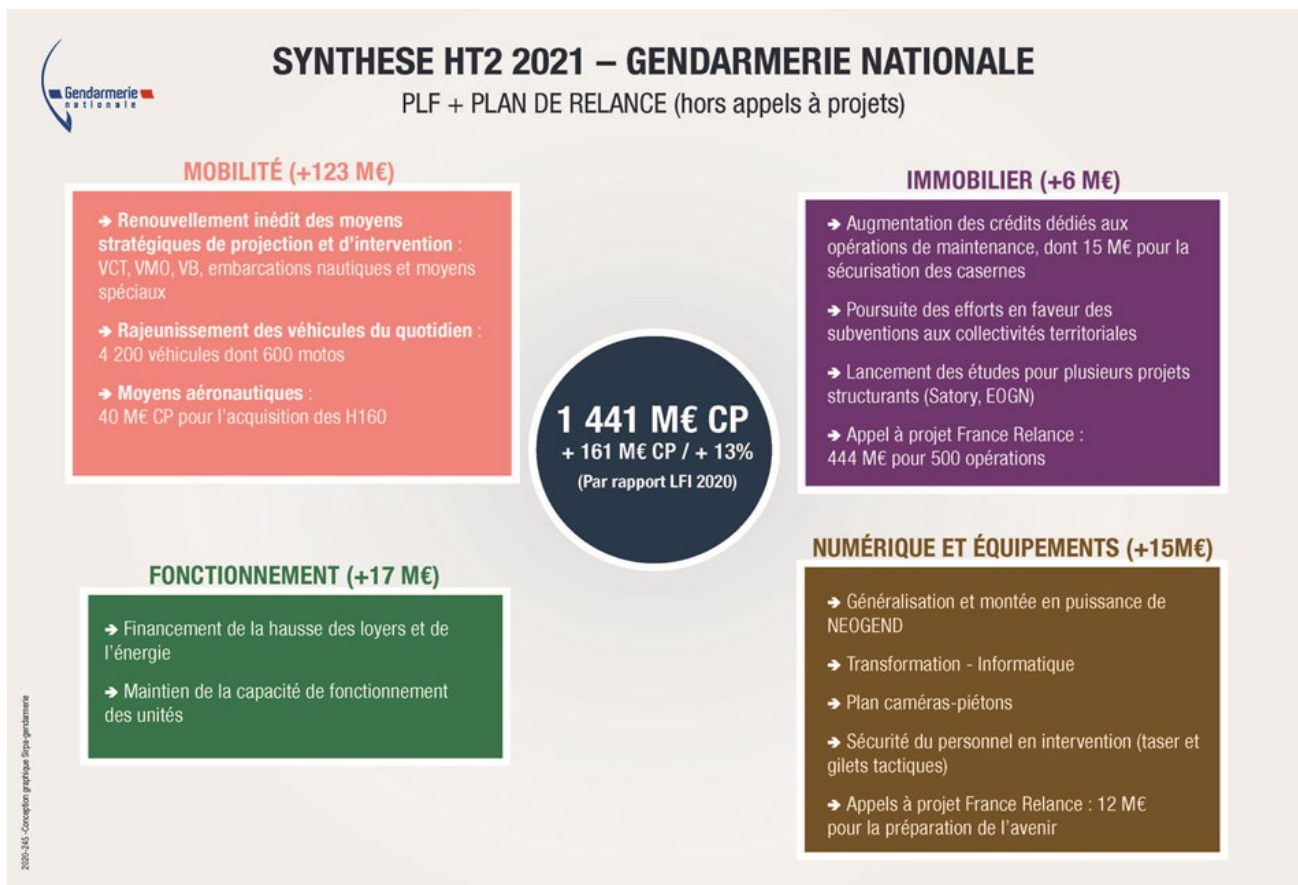 Gendarmerie
nationale
SYNTHESE HT2 2021 – GENDARMERIE NATIONALE
PLF + PLAN DE RELANCE (hors appels à projets)
MOBILITÉ (+123 M€)
➔ Renouvellement inédit des moyens
stratégiques de projection et d'intervention :
VCT, VMO, VB, embarcations nautiques et moyens
spéciaux
➔ Rajeunissement des véhicules du quotidien :
4 200 véhicules dont 600 motos
➔ Moyens aéronautiques :
40 M€ CP pour l'acquisition des H160
IMMOBILIER (+6 M€)
➔ Augmentation des crédits dédiés aux
opérations de maintenance, dont 15 M€ pour la
sécurisation des casernes
➔ Poursuite des efforts en faveur des
subventions aux collectivités territoriales
➔ Lancement des études pour plusieurs projets
structurants (Satory, EOGN)
➔ Appel à projet France Relance :
444 M€ pour 500 opérations
1 441 M€ CP
+ 161 M€ CP / + 13%
(Par rapport LFI 2020)
FONCTIONNEMENT (+17 M€)
➔ Financement de la hausse des loyers et de
l'énergie
➔ Maintien de la capacité de fonctionnement
des unités
NUMÉRIQUE ET ÉQUIPEMENTS (+15M€)
➔ Généralisation et montée en puissance de
NEOGEND
➔ Transformation - Informatique
➔ Plan caméras-piétons
➔ Sécurité du personnel en intervention (taser et
gilets tactiques)
➔ Appels à projet France Relance : 12 M€
pour la préparation de l'avenir
2020-245 -Conception graphique Sirpa-gendarmerie